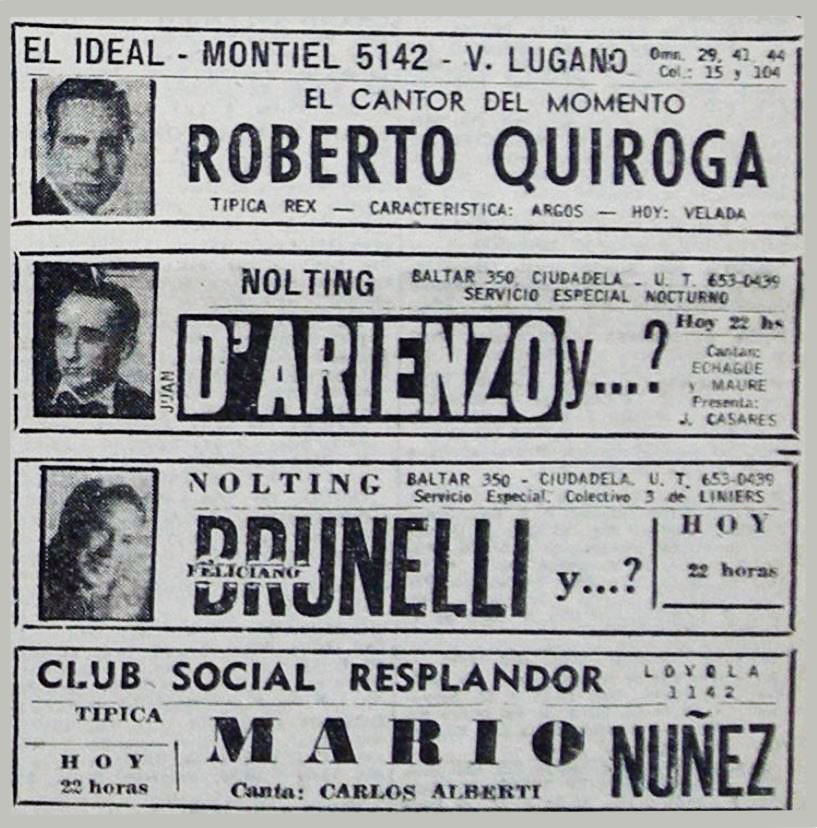 EL IDEAL - MONTIEL 5142 - V. LUGANO
Omn. 29, 41, 44
Col.: 15 y 104
EL CANTOR DEL MOMENTO
ROBERTO QUIROGA
TIPICA REX — CARACTERISTICA: ARGOS — HOY: VELADA
NOLTING
BALTAR 350, CIUDADELA - U. T. 653-0439
SERVICIO ESPECIAL NOCTURNO
JUAN
D'ARIENZO y...?
Hoy 22 hs
Cantan:
ECHAGUE
y MAURE
Presenta:
J. CASARES
NOLTING
BALTAR 350 - CIUDADELA. U. T. 653-0439
Servicio Especial, Colectivo 3 de LINIERS
FELICIANO
BRUNELLI y...?
HOY
22 horas
CLUB SOCIAL RESPLANDOR
LOYOLA
1142
TIPICA
MARIO NUÑEZ
HOY
22 horas
Canta: CARLOS ALBERTI